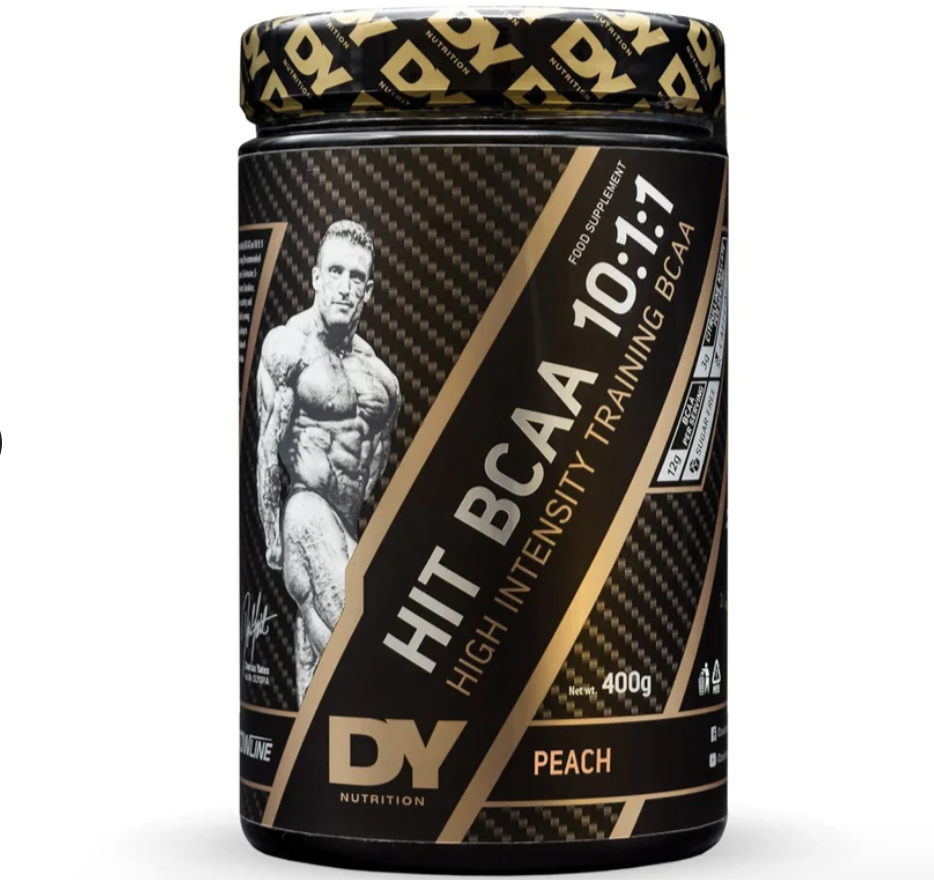 DY
NUTRITION
FOOD SUPPLEMENT
HIT BCAA 10:1:1
HIGH INTENSITY TRAINING BCAA
3g
12g
BCAA
PER SERVING
SUGAR FREE
Net wt. 400g
DY
NUTRITION
PEACH